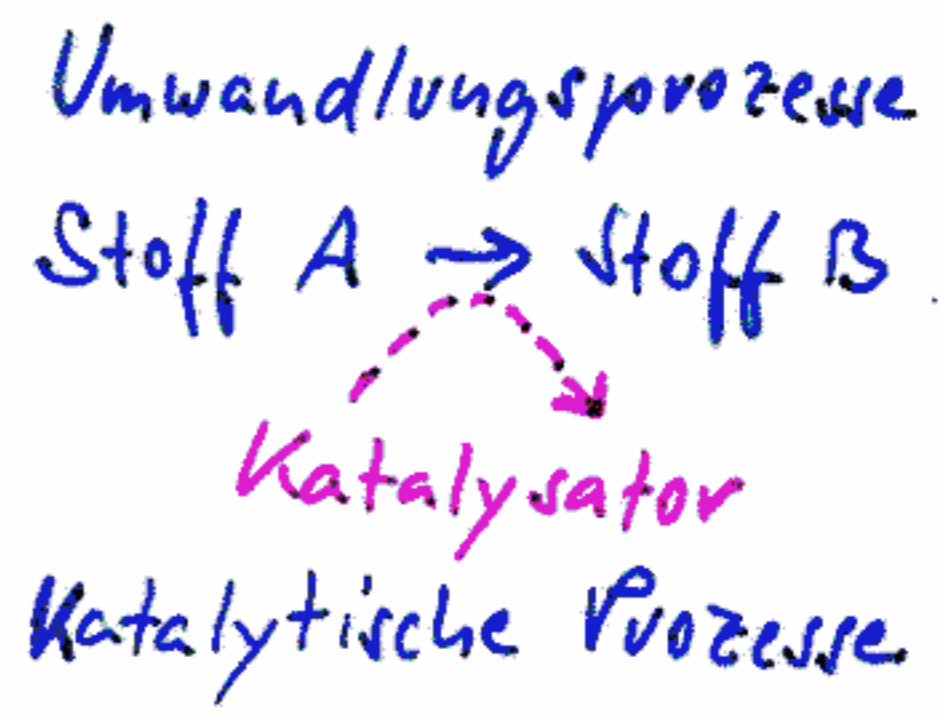 Umwandlungsprozesse
Stoff A → Stoff B
Katalysator
Katalytische Prozesse